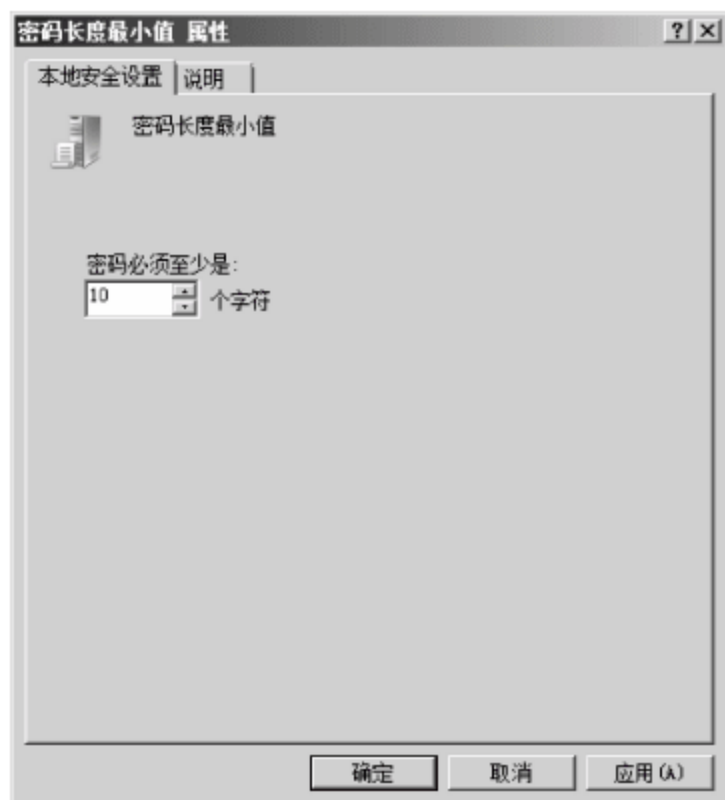 密码长度最小值 属性
本地安全设置 说明
密码长度最小值
密码必须至少是:
10 个字符
确定 取消 应用(A)